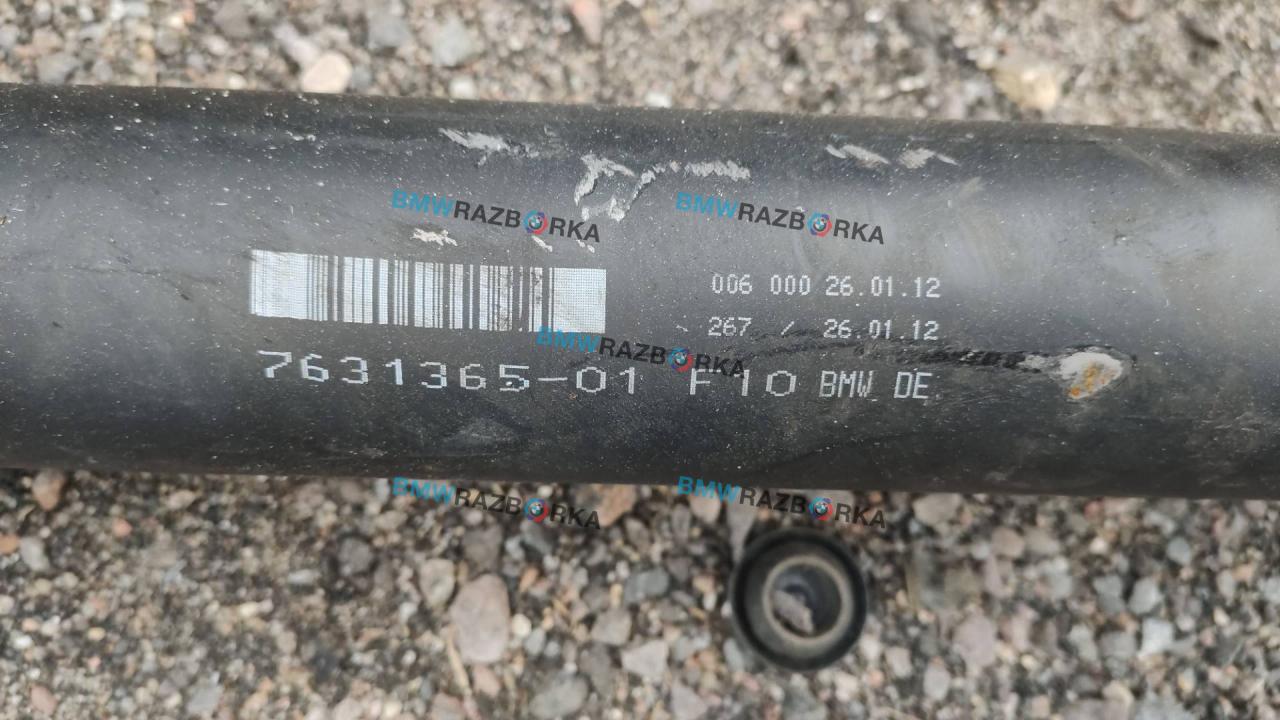 BMWRAZBORKA BMWRAZBORKA
006 000 26.01.12
267 / 26.01.12
BMWRAZBORKA
7631365-01 F10 BMW DE
BMWRAZBORKA BMWRAZBORKA